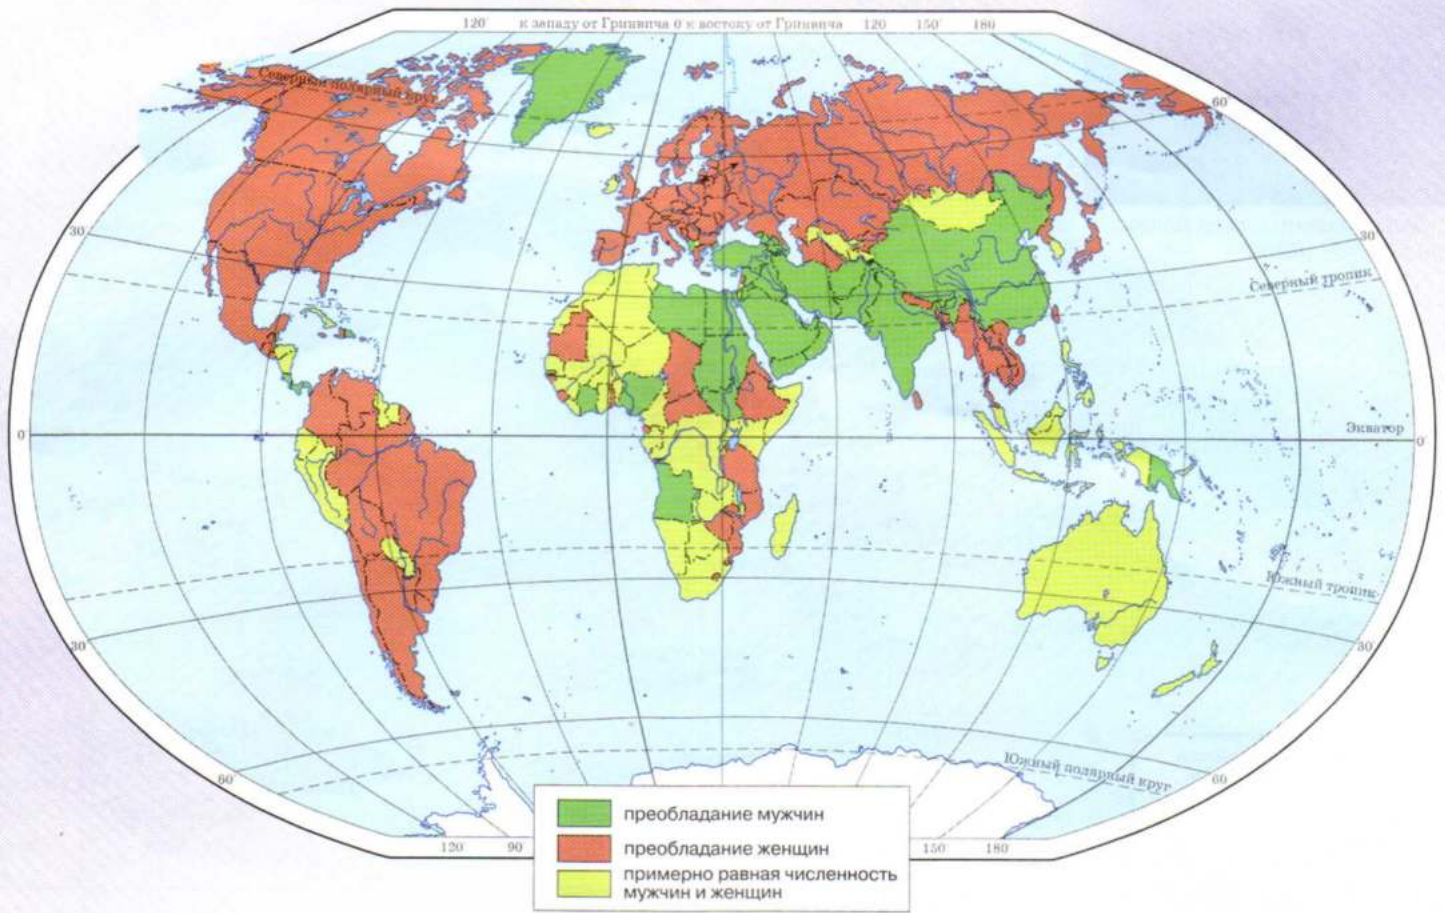 120° к западу от Гринвича 0 к востоку от Гринвича 120 150° 180
Северный полярный круг
60°
30°
30
Северный тропик
Экватор
0°
0°
Южный тропик
30°
30°
Южный полярный круг
60°
60
120° 90
150 180
преобладание мужчин
преобладание женщин
примерно равная численность
мужчин и женщин